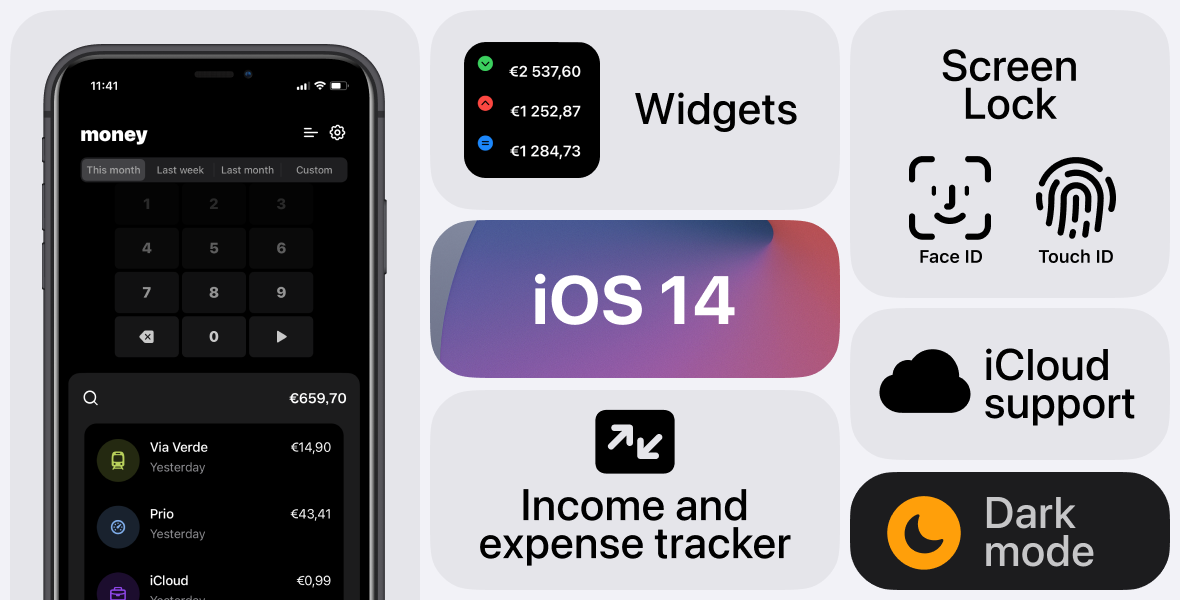 11:41
money
This month Last week Last month Custom
1 2 3
4 5 6
7 8 9
0
€659,70
Via Verde €14,90
Yesterday
Prio €43,41
Yesterday
iCloud €0,99
Yesterday
€2 537,60
€1 252,87
€1 284,73
Widgets
iOS 14
Income and
expense tracker
Screen
Lock
Face ID Touch ID
iCloud
support
Dark
mode